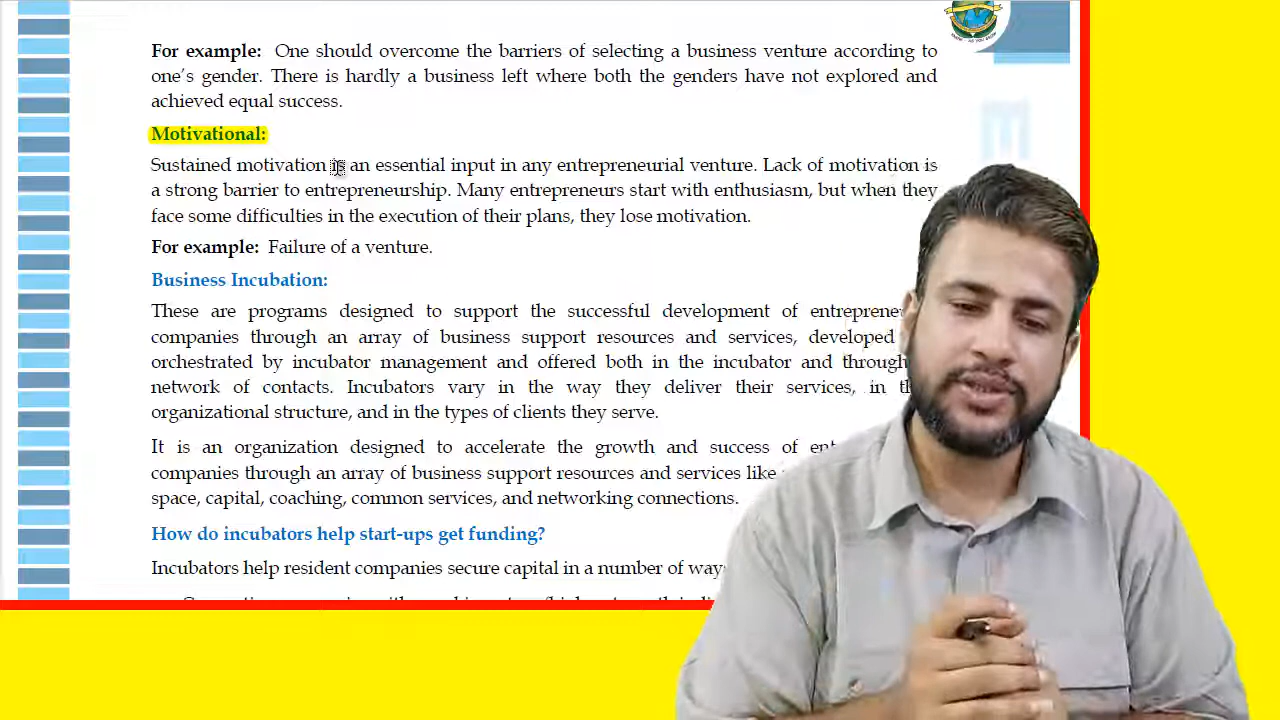 For example: One should overcome the barriers of selecting a business venture according to
one's gender. There is hardly a business left where both the genders have not explored and
achieved equal success.
Motivational:
Sustained motivation is an essential input in any entrepreneurial venture. Lack of motivation is
a strong barrier to entrepreneurship. Many entrepreneurs start with enthusiasm, but when they
face some difficulties in the execution of their plans, they lose motivation.
For example: Failure of a venture.
Business Incubation:
These are programs designed to support the successful development of
companies through an array of business support resources and services, developed
orchestrated by incubator management and offered both in the incubator and through
network of contacts. Incubators vary in the way they deliver their services, in
organizational structure, and in the types of clients they serve.
It is an organization designed to accelerate the growth and success of
companies through an array of business support resources and services like
space, capital, coaching, common services, and networking connections.
How do incubators help start-ups get funding?
Incubators help resident companies secure capital in a number of